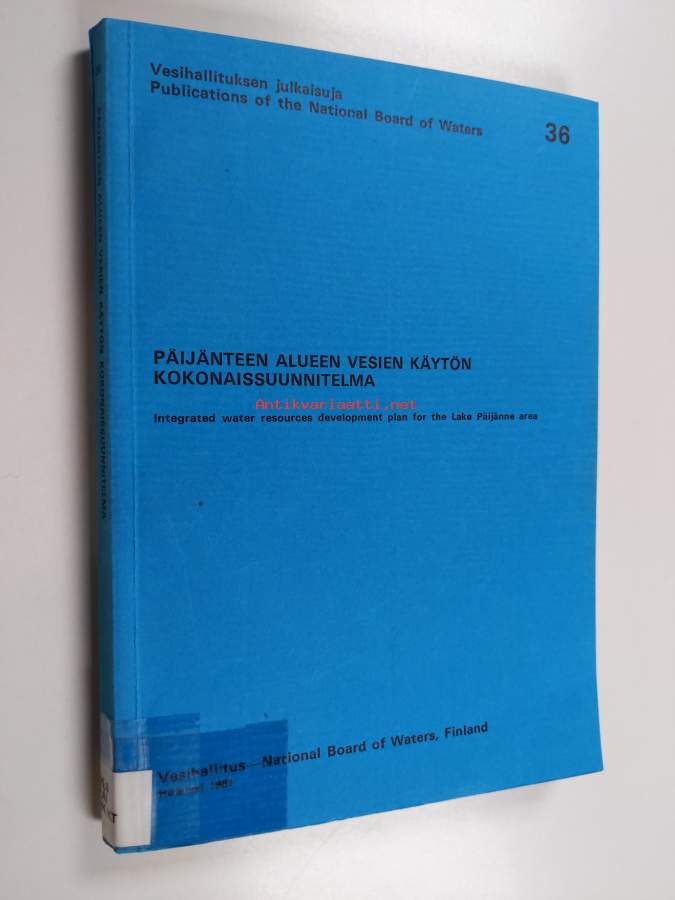 Vesihallituksen julkaisuja
Publications of the National Board of Waters
36
PÄIJÄNTEEN ALUEEN VESIEN KÄYTÖN
KOKONAISSUUNNITELMA
Antikvariaatti.net
Integrated water resources development plan for the Lake Päijänne area
Vesihallitus—National Board of Waters, Finland
Helsinki
PÄIJÄNTEEN ALUEEN VESIEN KÄYTÖN KOKONAISSUUNNITELMA